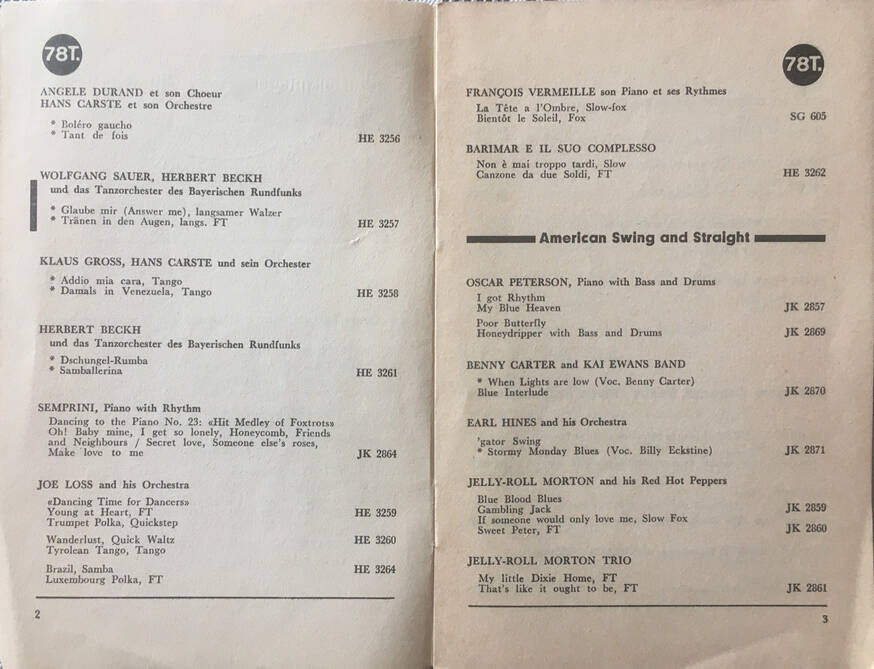 78T.
ANGELE DURAND et son Choeur
HANS CARSTE et son Orchestre
* Boléro gaucho
* Tant de fois HE 3256
WOLFGANG SAUER, HERBERT BECKH
und das Tanzorchester des Bayerischen Rundfunks
* Glaube mir (Answer me), langsamer Walzer
* Tränen in den Augen, langs. FT HE 3257
KLAUS GROSS, HANS CARSTE und sein Orchester
* Addio mia cara, Tango
* Damals in Venezuela, Tango HE 3258
HERBERT BECKH
und das Tanzorchester des Bayerischen Rundfunks
* Dschungel-Rumba
* Samballerina HE 3261
SEMPRINI, Piano with Rhythm
Dancing to the Piano No. 23: «Hit Medley of Foxtrots»
Oh! Baby mine, I get so lonely, Honeycomb, Friends
and Neighbours / Secret love, Someone else's roses,
Make love to me JK 2864
JOE LOSS and his Orchestra
«Dancing Time for Dancers»
Young at Heart, FT HE 3259
Trumpet Polka, Quickstep
Wanderlust, Quick Waltz HE 3260
Tyrolean Tango, Tango
Brazil, Samba HE 3264
Luxembourg Polka, FT
2
78T.
FRANÇOIS VERMEILLE son Piano et ses Rythmes
La Tête a l'Ombre, Slow-fox
Bientôt le Soleil, Fox SG 605
BARIMAR E IL SUO COMPLESSO
Non è mai troppo tardi, Slow
Canzone da due Soldi, FT HE 3262
American Swing and Straight
OSCAR PETERSON, Piano with Bass and Drums
I got Rhythm
My Blue Heaven JK 2857
Poor Butterfly
Honeydripper with Bass and Drums JK 2869
BENNY CARTER and KAI EWANS BAND
* When Lights are low (Voc. Benny Carter)
Blue Interlude JK 2870
EARL HINES and his Orchestra
'gator Swing
* Stormy Monday Blues (Voc. Billy Eckstine) JK 2871
JELLY-ROLL MORTON and his Red Hot Peppers
Blue Blood Blues
Gambling Jack JK 2859
If someone would only love me, Slow Fox
Sweet Peter, FT JK 2860
JELLY-ROLL MORTON TRIO
My little Dixie Home, FT
That's like it ought to be, FT JK 2861
3